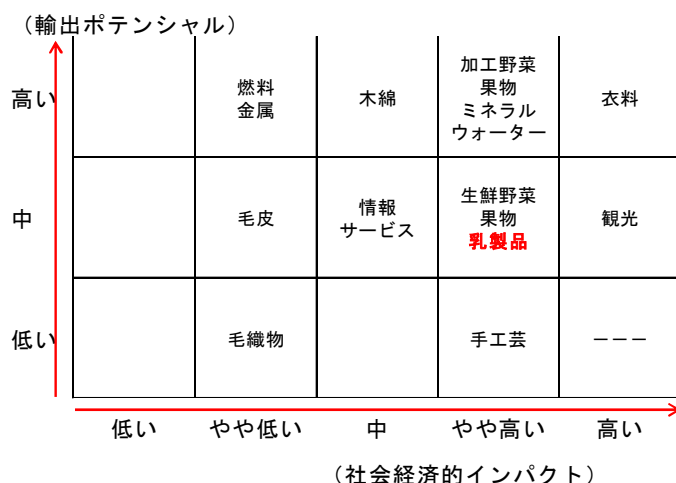 （輸出ポテンシャル）
高い
燃料
金属
木綿
加工野菜
果物
ミネラル
ウォーター
衣料
中
毛皮
情報
サービス
生鮮野菜
果物
乳製品
観光
低い
毛織物
手工芸
－－－
低い
やや低い
中
やや高い
高い
（社会経済的インパクト）